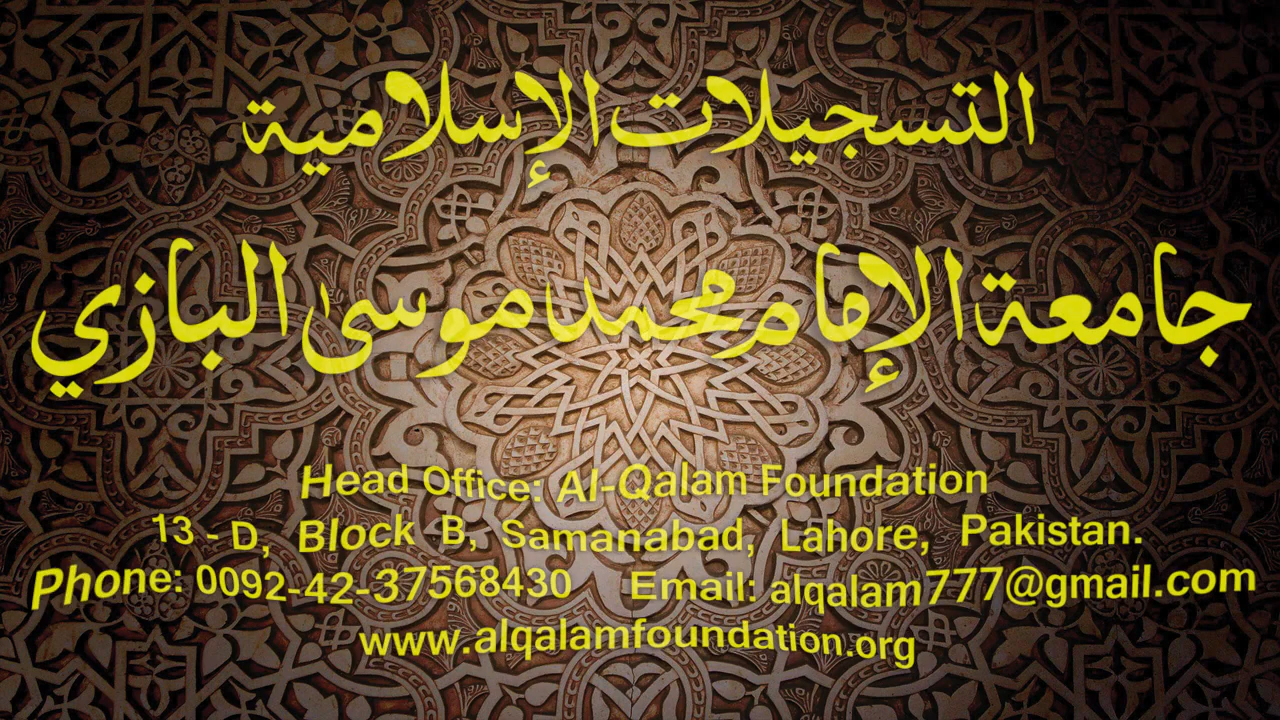 التسجيلات الإسلامية
جامعة الإمام محمد موسى البازي
Head Office: Al-Qalam Foundation
13 - D, Block B, Samanabad, Lahore, Pakistan.
Phone: 0092-42-37568430 Email: alqalam777@gmail.com
www.alqalamfoundation.org